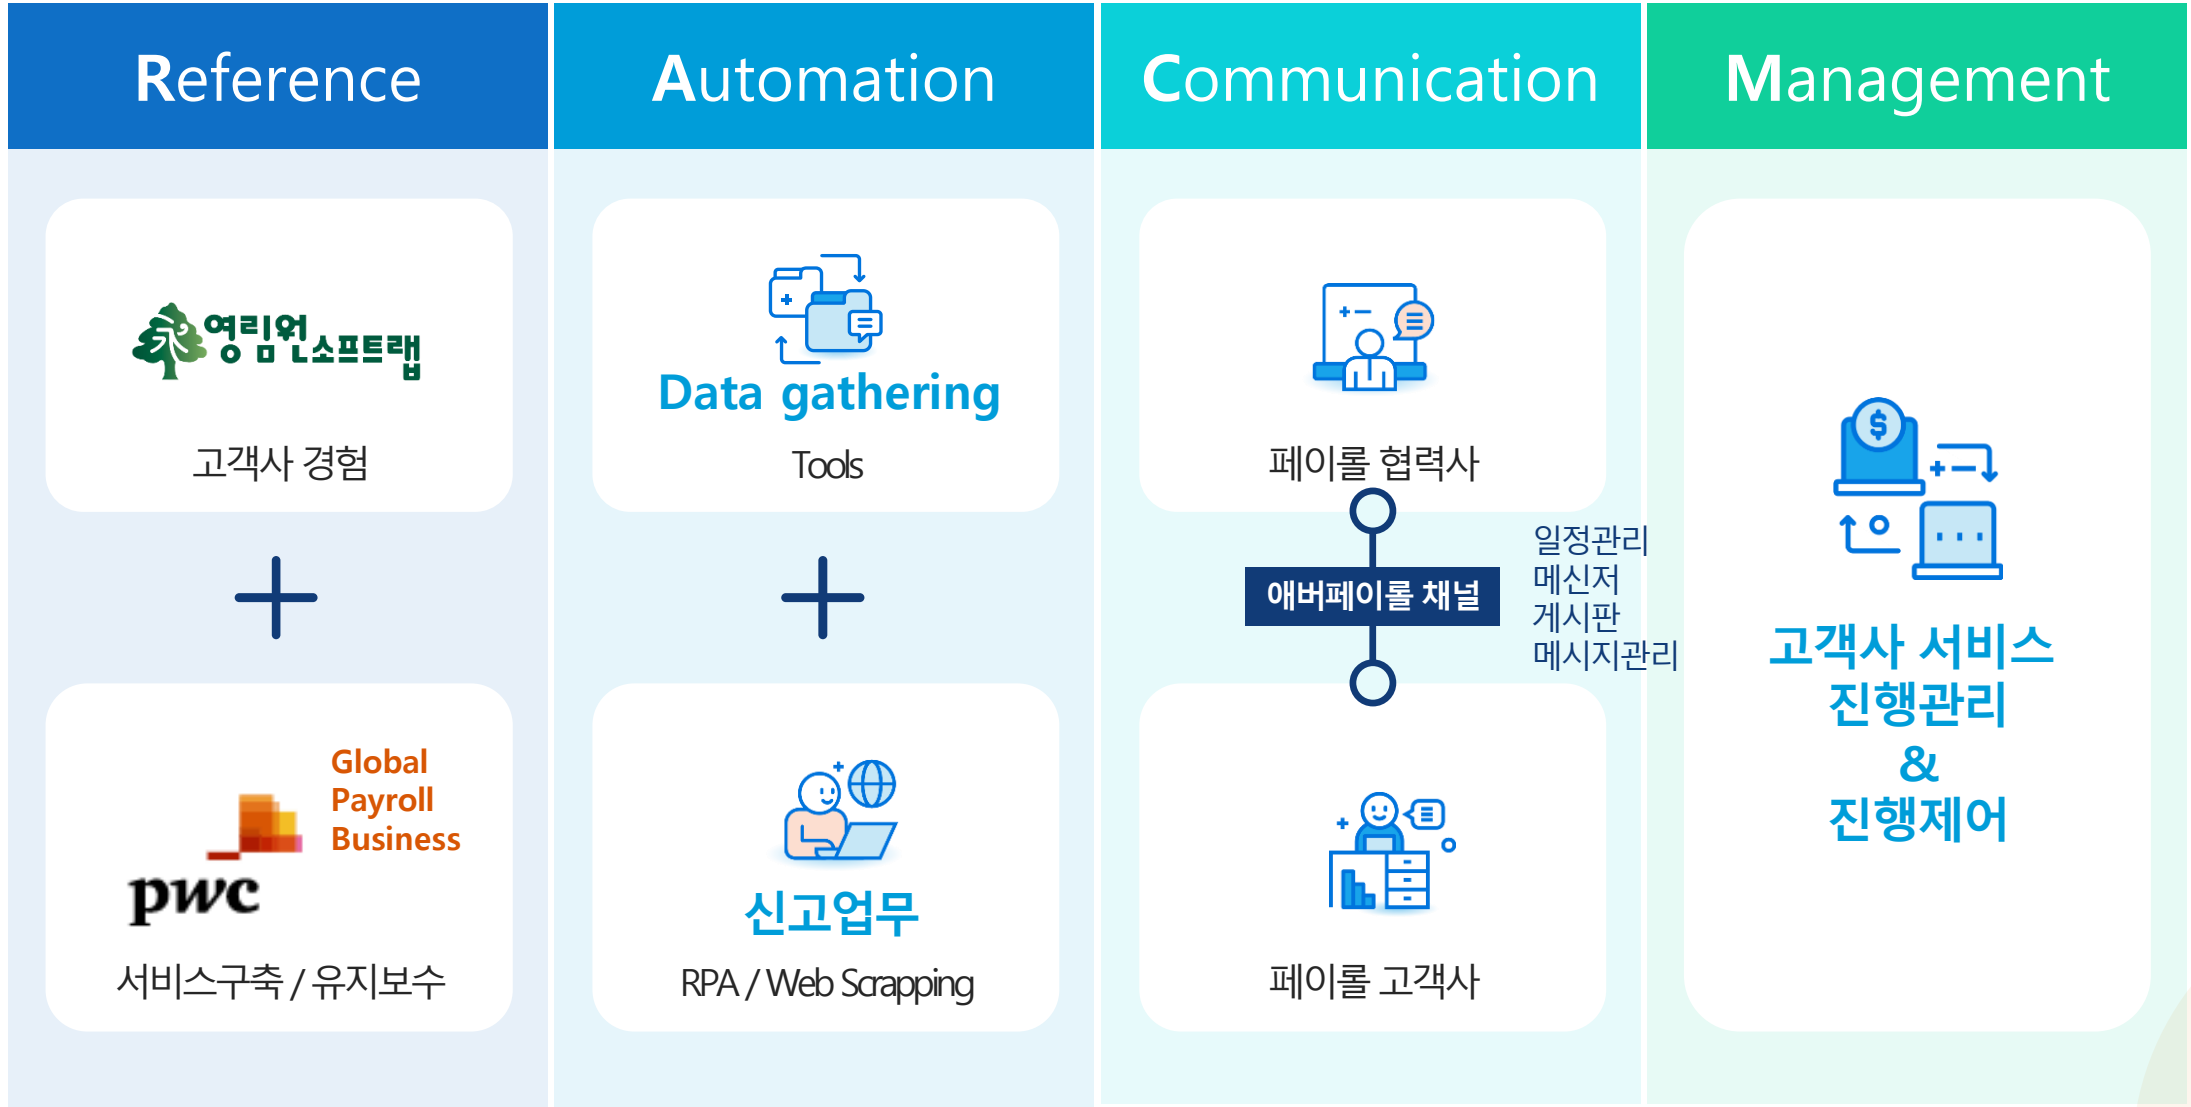 Reference
영림원소프트랩
고객사 경험
Global
Payroll
Business
pwc
서비스구축 / 유지보수
Automation
Data gathering
Tools
신고업무
RPA / Web Scrapping
Communication
페이롤 협력사
애버페이롤 채널
일정관리
메신저
게시판
메시지관리
페이롤 고객사
Management
고객사 서비스
진행관리
&
진행제어